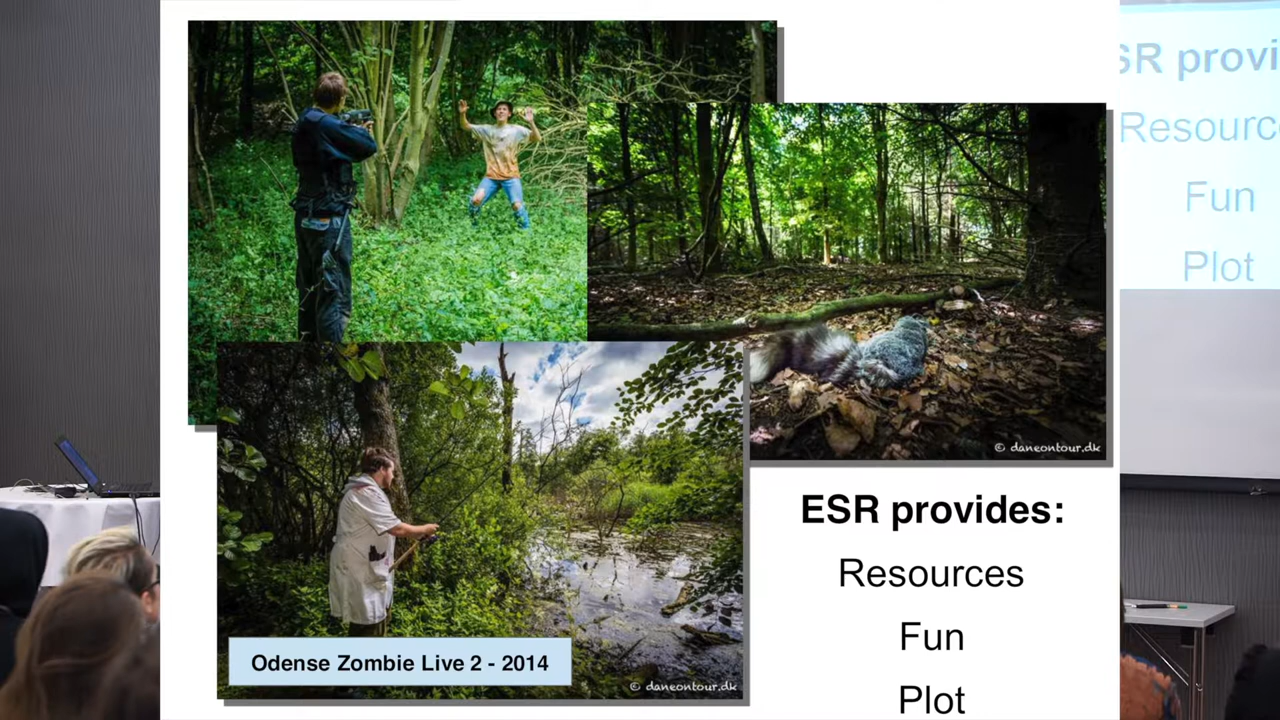 © daneontour.dk
ESR provides:
Resources
Fun
Plot
Odense Zombie Live 2 - 2014
© daneontour.dk
SR provi
Resourc
Fun
Plot